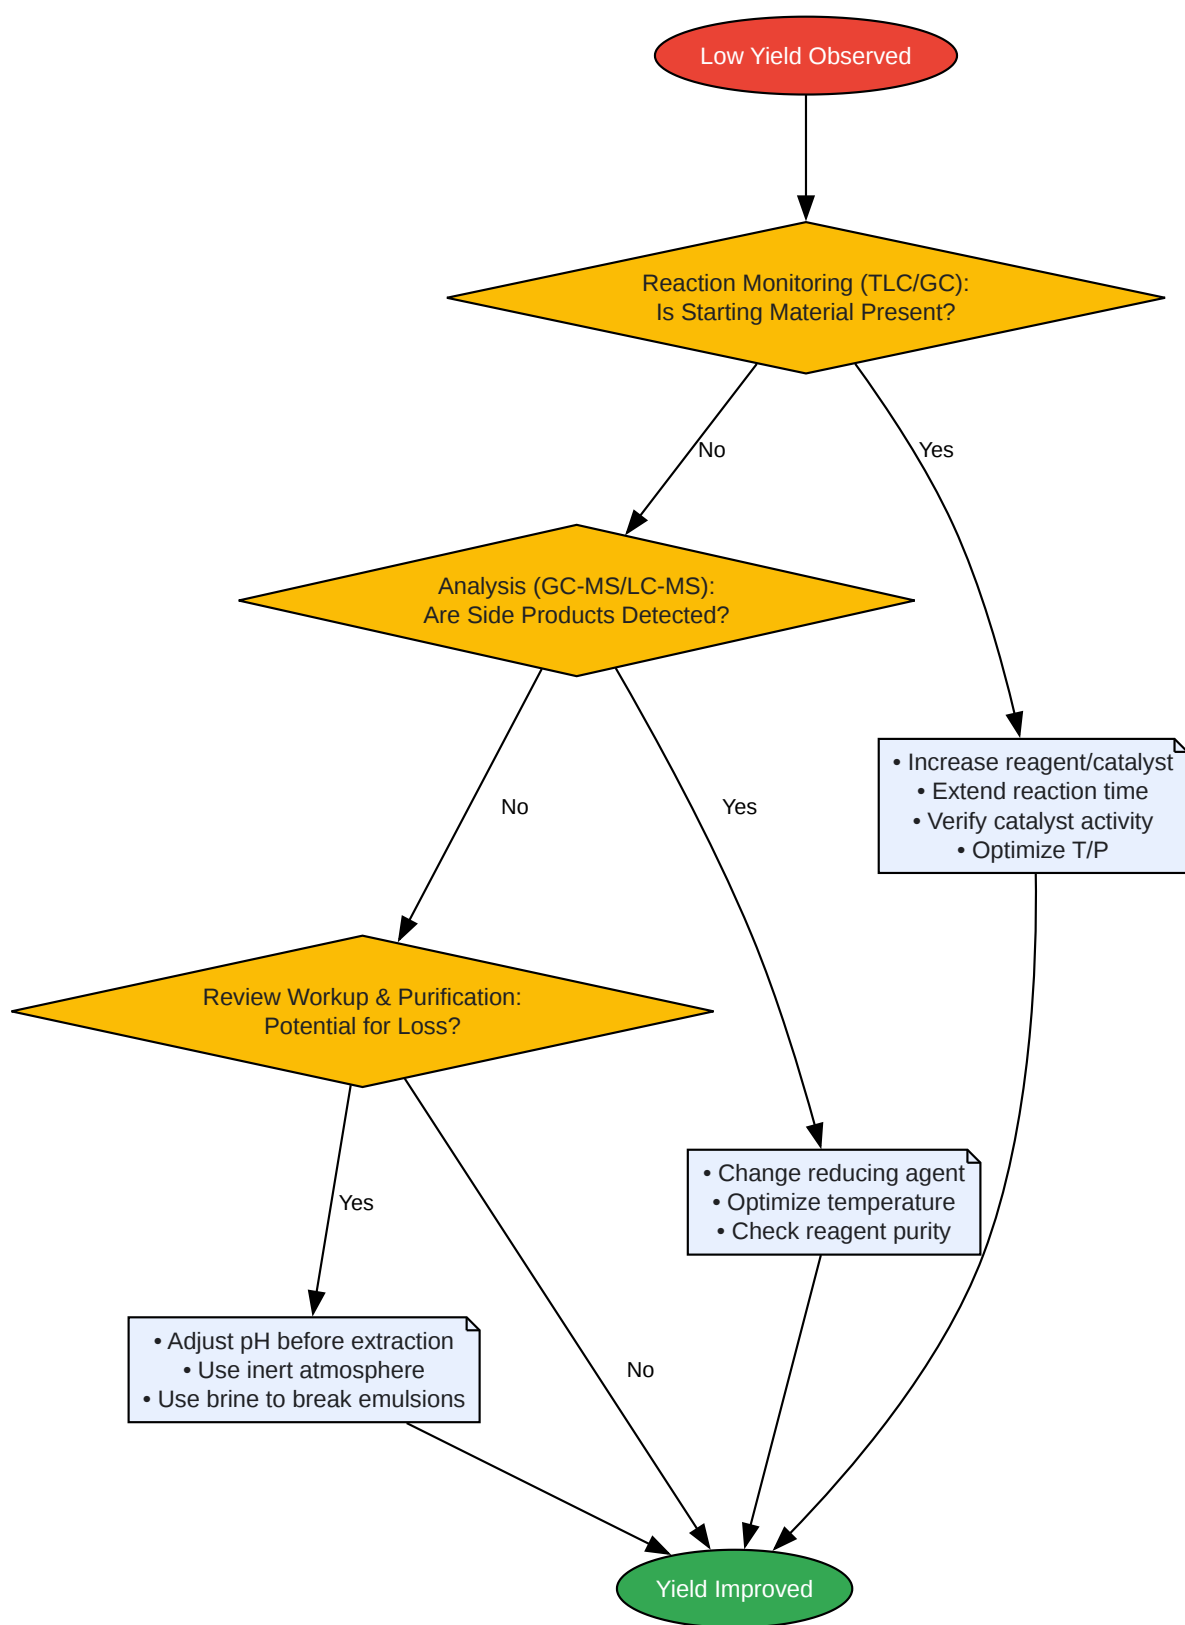 Low Yield Observed
Reaction Monitoring (TLC/GC):
Is Starting Material Present?
No
Yes
Analysis (GC-MS/LC-MS):
Are Side Products Detected?
No
Yes
• Increase reagent/catalyst
• Extend reaction time
• Verify catalyst activity
• Optimize T/P
Review Workup & Purification:
Potential for Loss?
Yes
No
• Change reducing agent
• Optimize temperature
• Check reagent purity
• Adjust pH before extraction
• Use inert atmosphere
• Use brine to break emulsions
Yield Improved